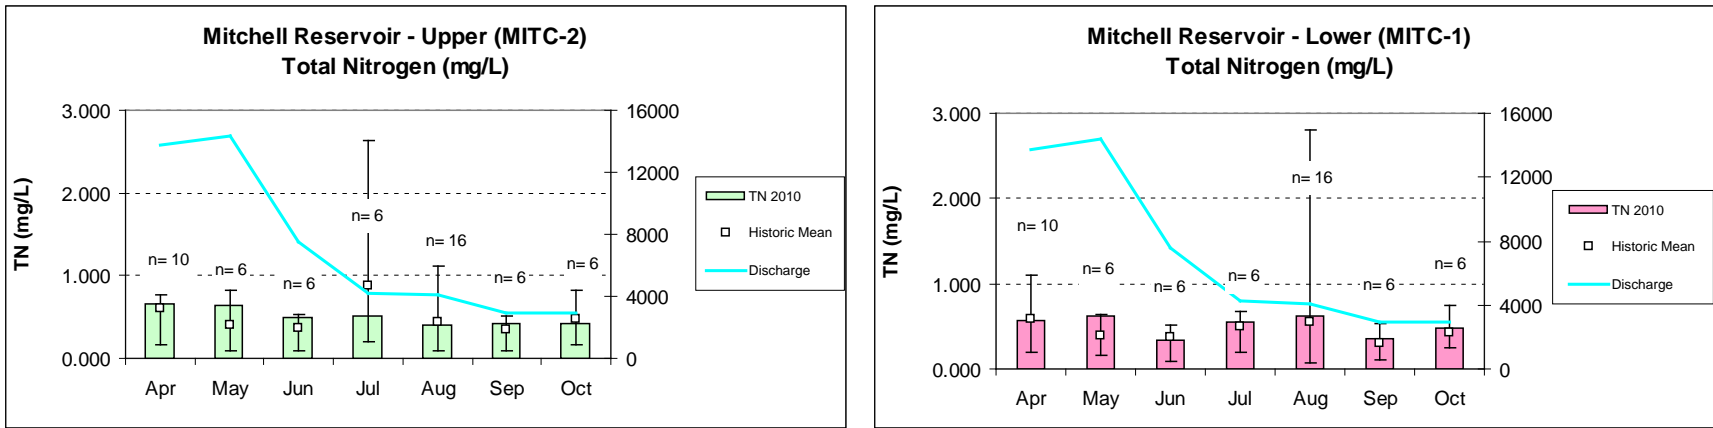 Mitchell Reservoir - Upper (MITC-2)
Total Nitrogen (mg/L)
TN (mg/L)
3.000
2.000
1.000
0.000
16000
12000
8000
4000
0
n= 10
n= 6
n= 6
n= 6
n= 16
n= 6
n= 6
Apr May Jun Jul Aug Sep Oct
TN 2010
Historic Mean
Discharge
Mitchell Reservoir - Lower (MITC-1)
Total Nitrogen (mg/L)
TN (mg/L)
3.000
2.000
1.000
0.000
16000
12000
8000
4000
0
n= 10
n= 6
n= 6
n= 6
n= 16
n= 6
n= 6
Apr May Jun Jul Aug Sep Oct
TN 2010
Historic Mean
Discharge